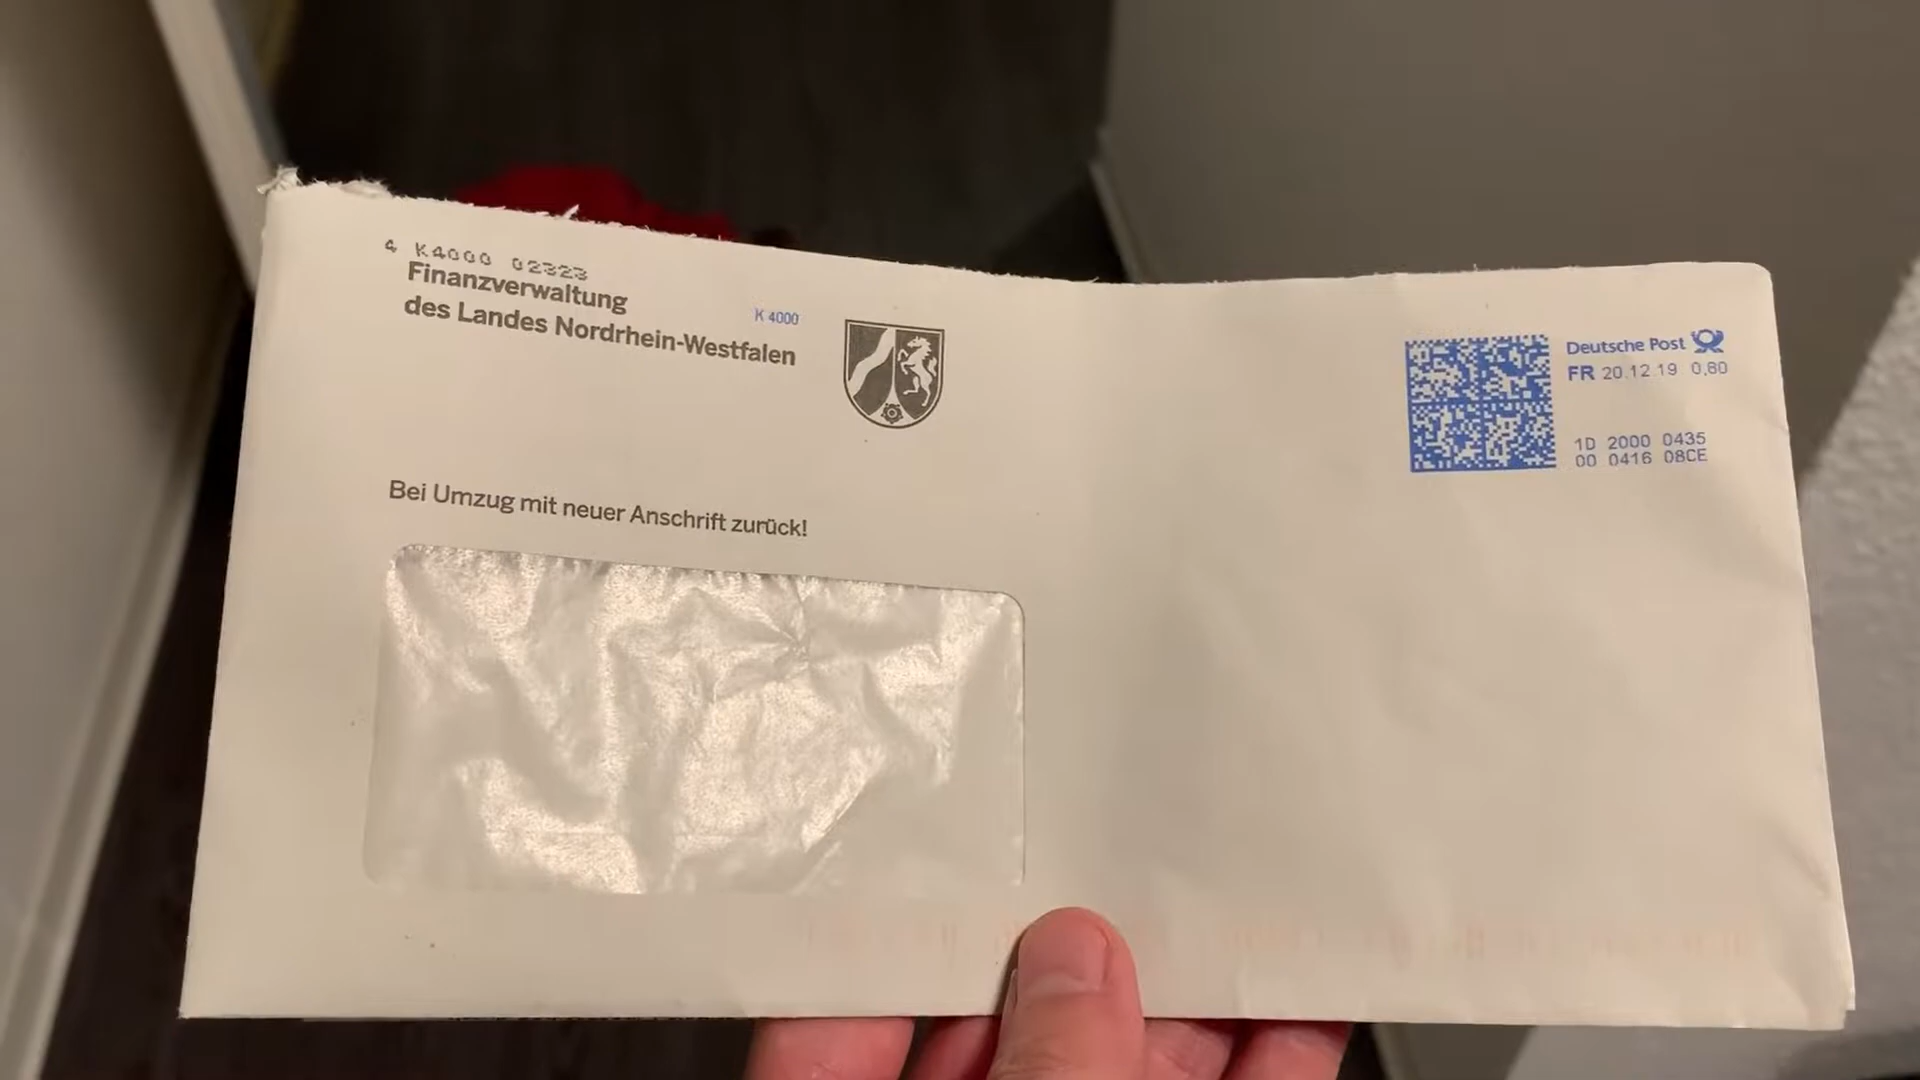 4 K4000 02323
Finanzverwaltung
des Landes Nordrhein-Westfalen
K 4000
Deutsche Post
FR 20.12.19 0,80
1D 2000 0435
00 0416 08CE
Bei Umzug mit neuer Anschrift zurück!